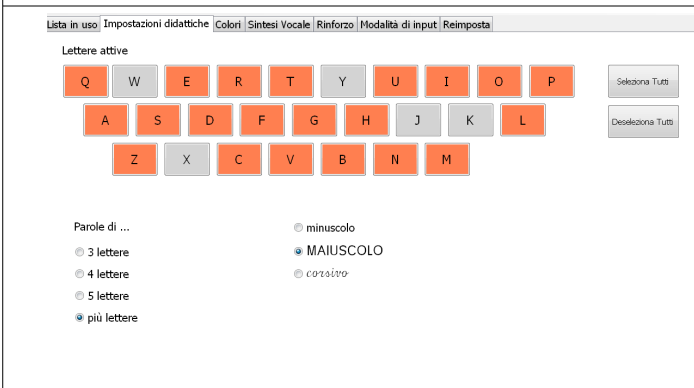 Lista in uso Impostazioni didattiche Colori Sintesi Vocale Rinforzo Modalità di input Reimposta
Lettere attive
Q W E R T Y U I O P Seleziona Tutti
A S D F G H J K L Deseleziona Tutti
Z X C V B N M
Parole di ... minuscolo
3 lettere MAIUSCOLO
4 lettere corsivo
5 lettere
più lettere